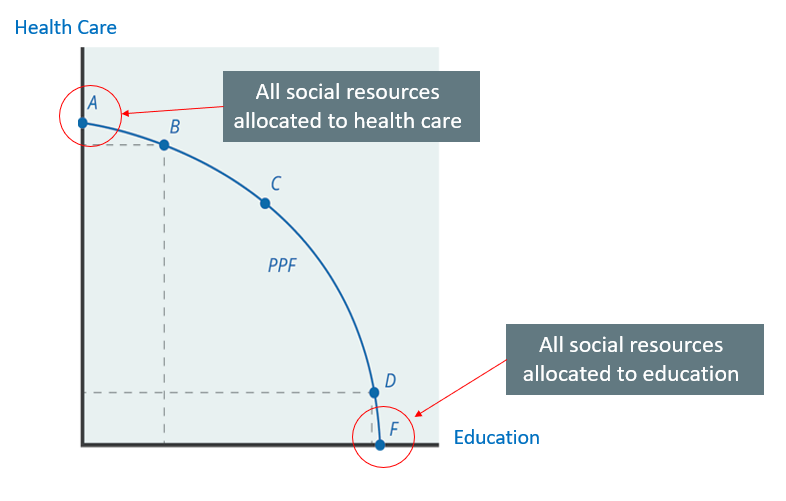 Health Care
A
All social resources
allocated to health care
B
C
PPF
All social resources
allocated to education
D
F
Education